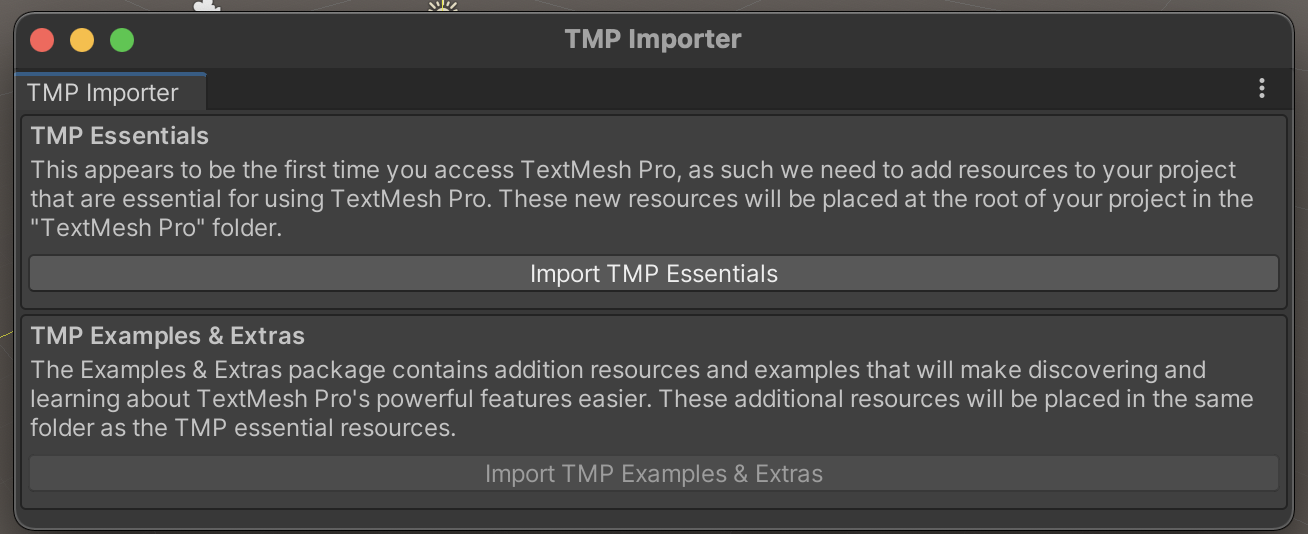 TMP Importer
TMP Importer
TMP Essentials
This appears to be the first time you access TextMesh Pro, as such we need to add resources to your project
that are essential for using TextMesh Pro. These new resources will be placed at the root of your project in the
"TextMesh Pro" folder.
Import TMP Essentials
TMP Examples & Extras
The Examples & Extras package contains addition resources and examples that will make discovering and
learning about TextMesh Pro's powerful features easier. These additional resources will be placed in the same
folder as the TMP essential resources.
Import TMP Examples & Extras